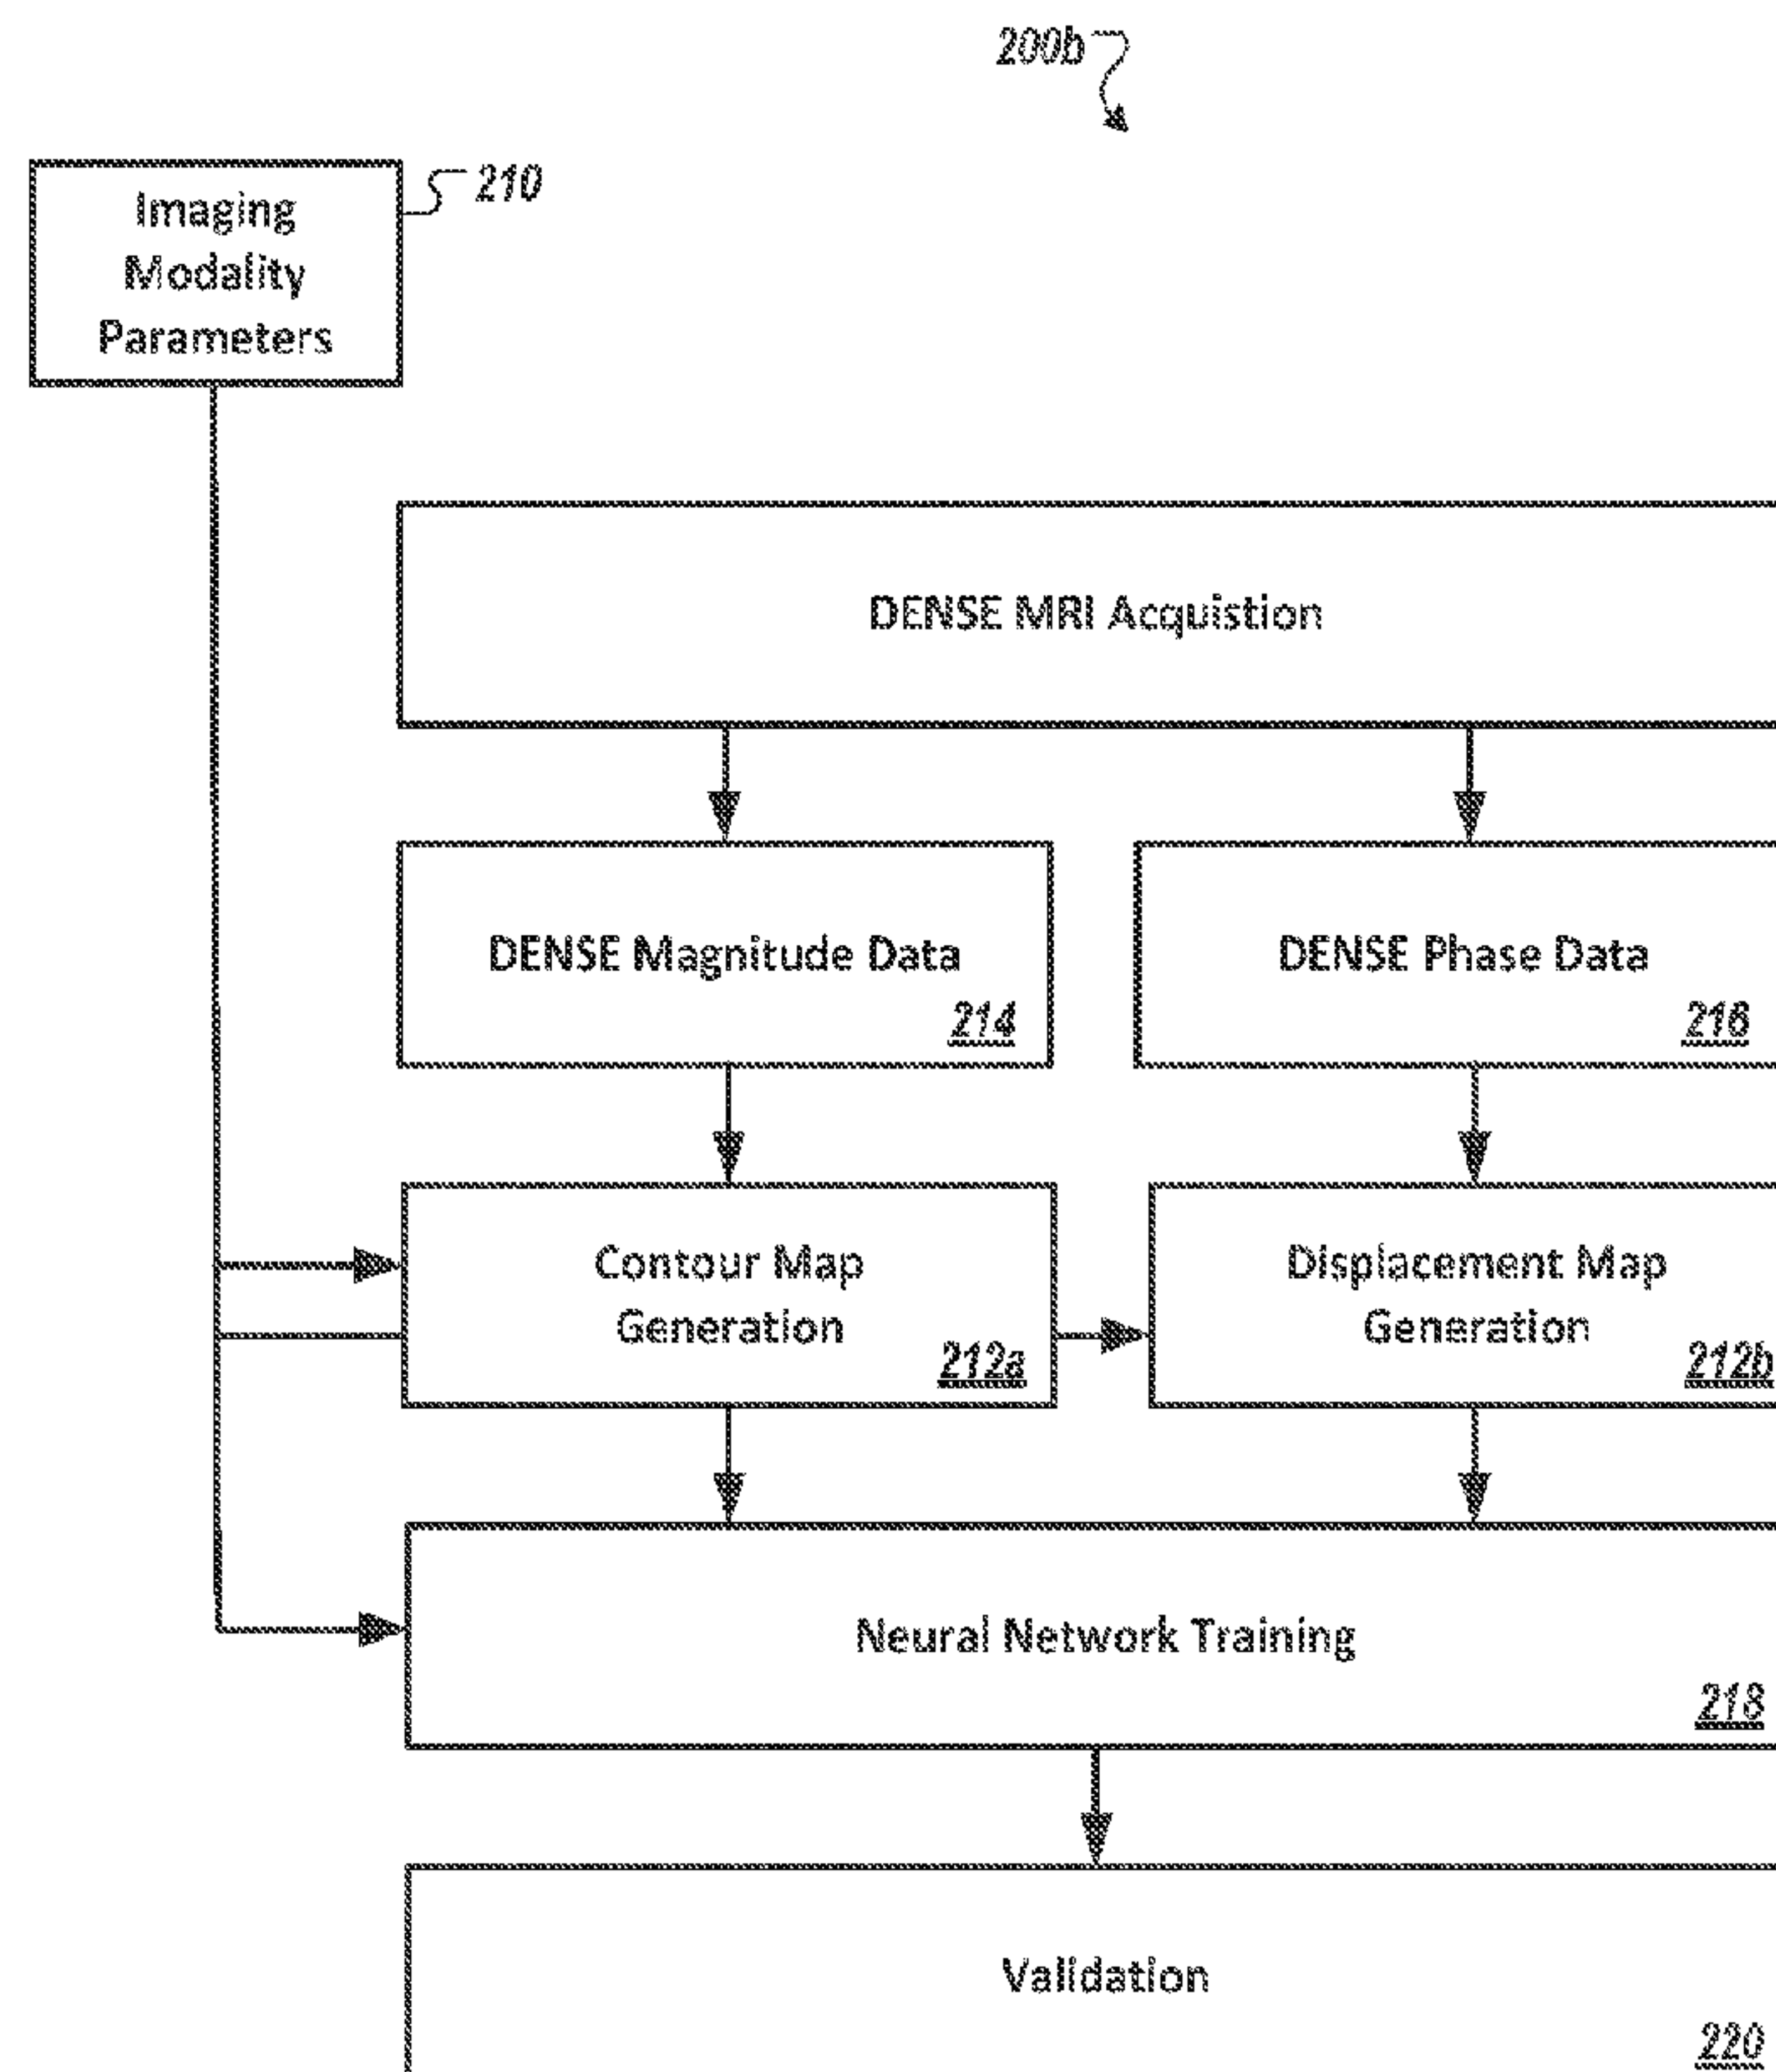 200b
Imaging
Modality
Parameters
210
DENSE MRI Acquistion
DENSE Magnitude Data
214
DENSE Phase Data
216
Contour Map
Generation
212a
Displacement Map
Generation
212b
Neural Network Training
218
Validation
220